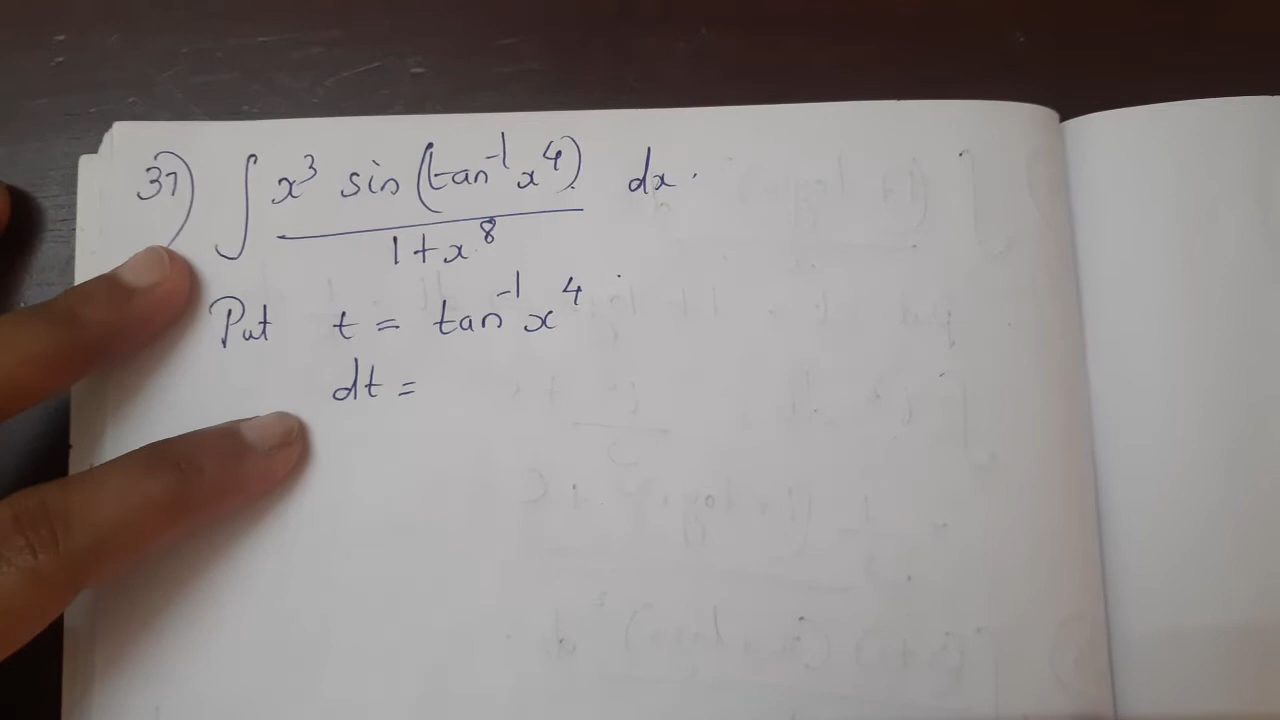 37) ∫ x³ sin (tan⁻¹ x⁴) / 1+x⁸ dx.
Put t = tan⁻¹ x⁴
dt =